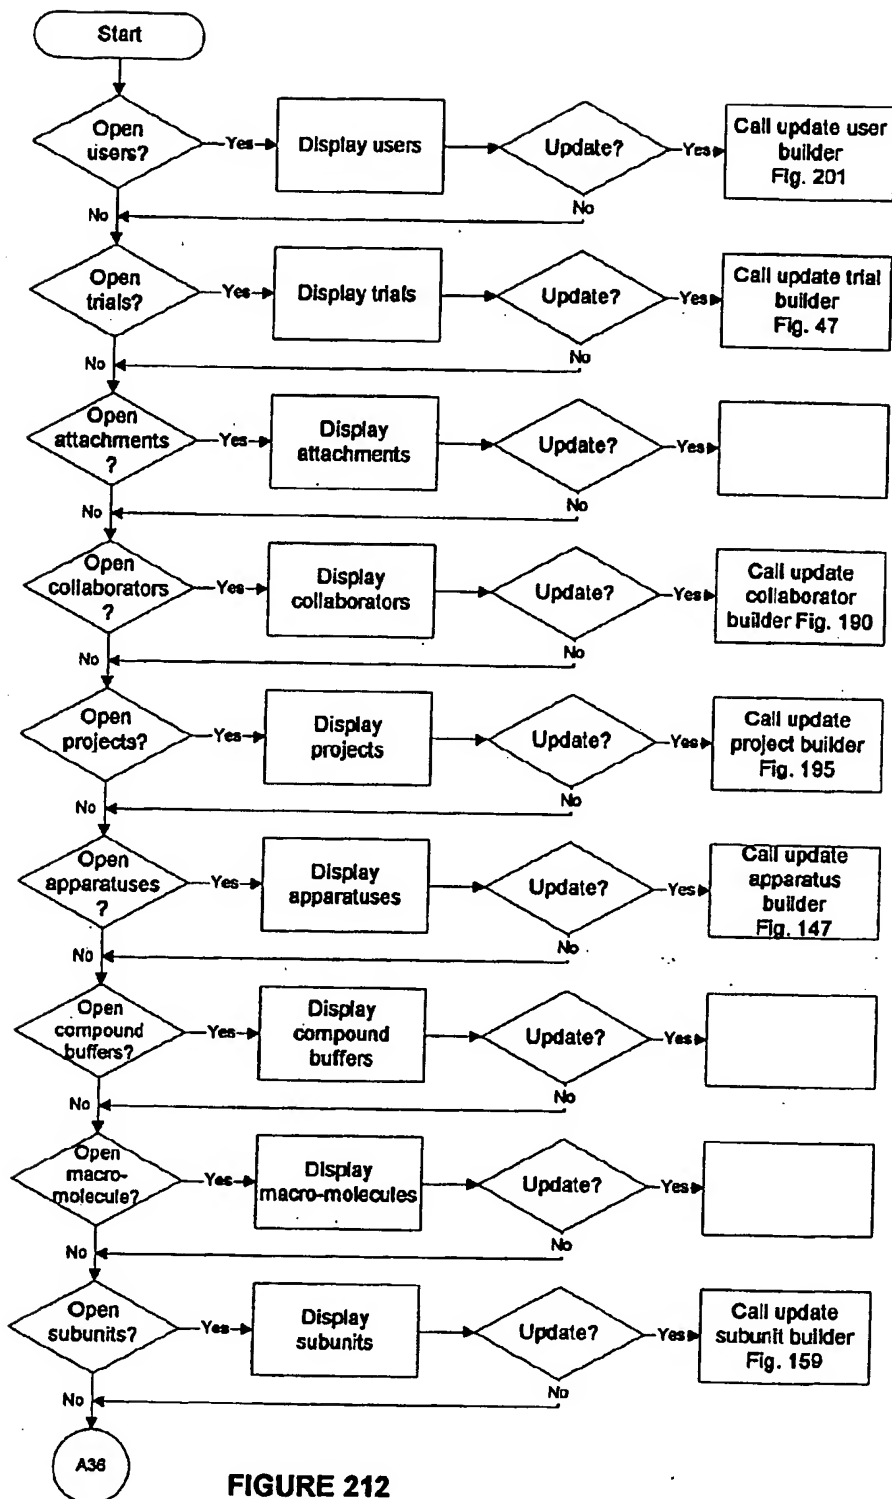 Start
Open
users?
Yes
Display users
Update?
Yes
Call update user
builder
Fig. 201
No
No
Open
trials?
Yes
Display trials
Update?
Yes
Call update trial
builder
Fig. 47
No
No
Open
attachments
?
Yes
Display
attachments
Update?
Yes
No
No
Open
collaborators
?
Yes
Display
collaborators
Update?
Yes
Call update
collaborator
builder Fig. 190
No
No
Open
projects?
Yes
Display
projects
Update?
Yes
Call update
project builder
Fig. 195
No
No
Open
apparatuses
?
Yes
Display
apparatuses
Update?
Yes
Call update
apparatus
builder
Fig. 147
No
No
Open
compound
buffers?
Yes
Display
compound
buffers
Update?
Yes
No
No
Open
macro-
molecule?
Yes
Display
macro-molecules
Update?
Yes
No
No
Open
subunits?
Yes
Display
subunits
Update?
Yes
Call update
subunit builder
Fig. 159
No
No
A36
FIGURE 212